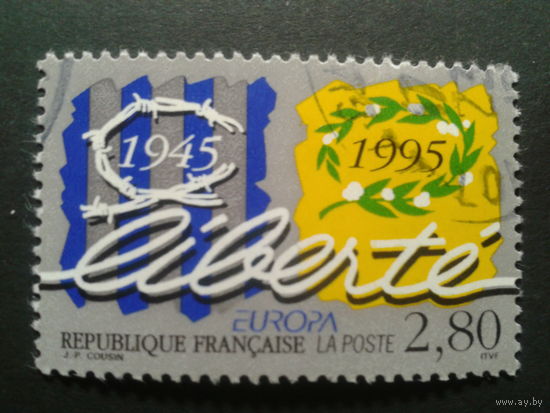 1945
1995
liberté
EUROPA
REPUBLIQUE FRANÇAISE LA POSTE 2,80
J.P. COUSIN ITVF
www.ay.by